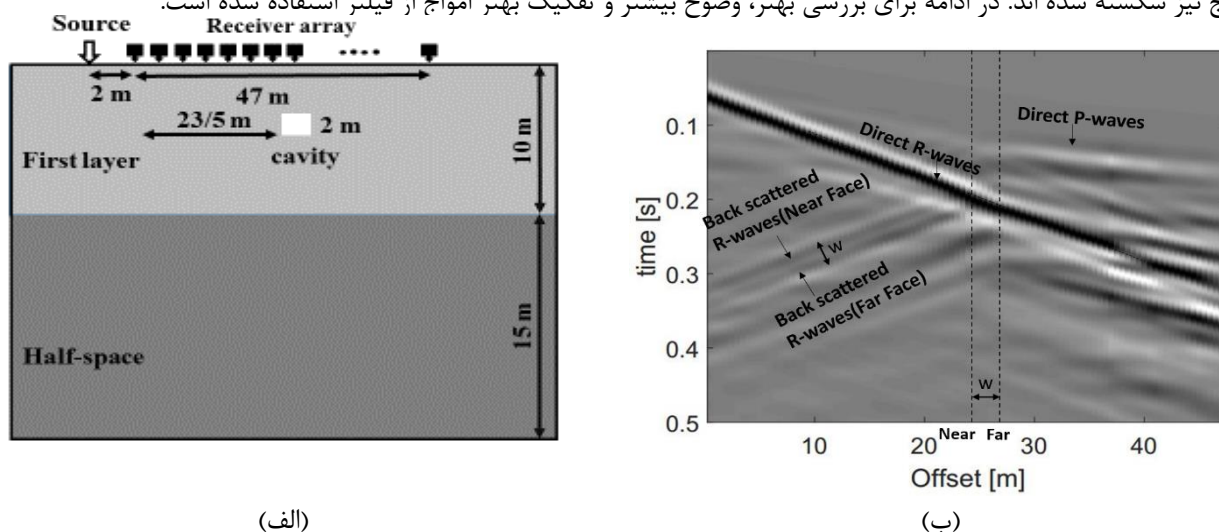 ج نیز شکسته شده اند. در ادامه برای بررسی بهتر، وضوح بیشتر و تفکیک بهتر امواج از فیلتر استفاده شده است.
Source
Receiver array
2 m
47 m
23/5 m
2 m
cavity
First layer
10 m
Half-space
15 m
(الف)
Direct P-waves
Direct R-waves
Back scattered
R-waves(Near Face)
w
Back scattered
R-waves(Far Face)
w
time [s]
0.1
0.2
0.3
0.4
0.5
10
20
Near
Far
30
40
Offset [m]
(ب)